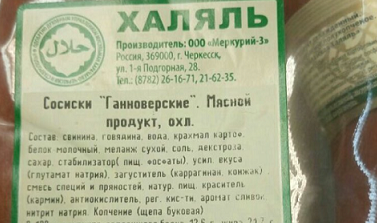 ХАЛЯЛЬ
حلال
Производитель: ООО «Меркурий-3»
Россия, 369000, г. Черкесск,
ул. 1-я Подгорная, 28.
Тел.: (8782) 26-16-71, 21-62-35.
Сосиски "Ганноверские". Мясной
продукт, охл.
Состав: свинина, говядина, вода, крахмал карто
белок молочный, меланж сухой, соль, декстроза,
сахар, стабилизатор( пищ. фосфаты), усил. вкуса
(глутамат натрия), загуститель (каррагинан, конжак)
смесь специй и пряностей, натур. пищ. краситель
(кармин), антиокислитель, рег. кис-ти, аромат сливок
нитрит натрия. Копчение (щепа буковая)